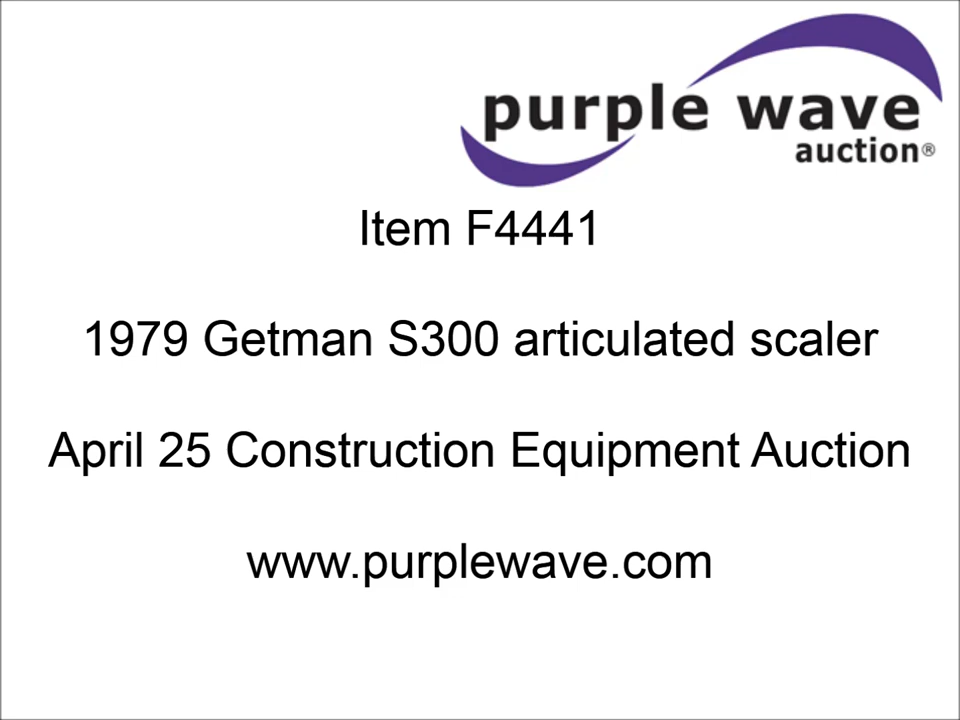 purple wave
auction®
Item F4441
1979 Getman S300 articulated scaler
April 25 Construction Equipment Auction
www.purplewave.com